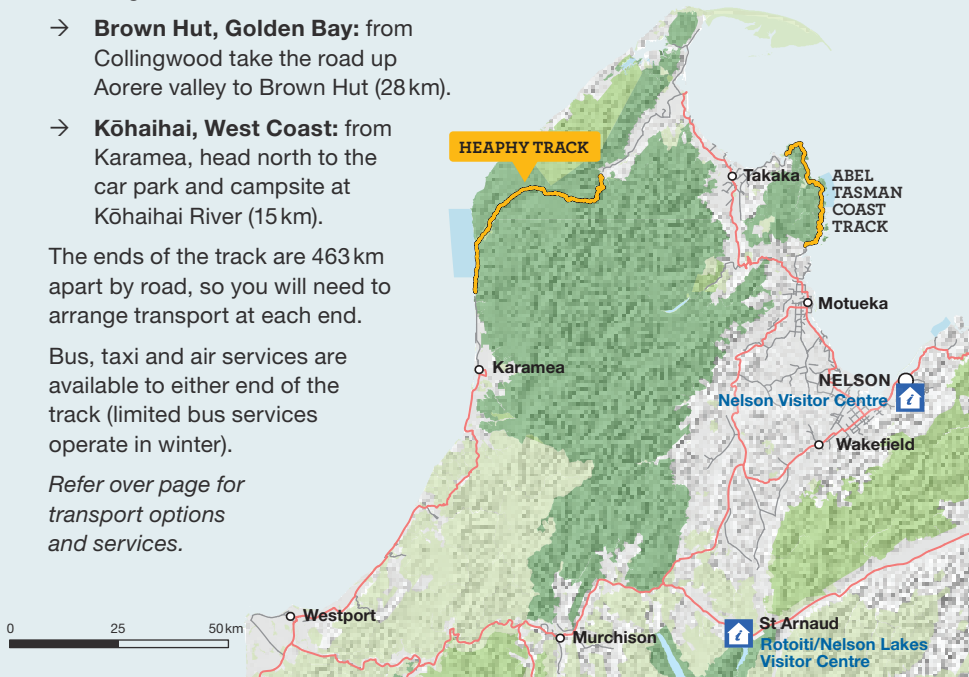 → Brown Hut, Golden Bay: from
Collingwood take the road up
Aorere valley to Brown Hut (28 km).
→ Kōhaihai, West Coast: from
Karamea, head north to the
car park and campsite at
Kōhaihai River (15 km).
The ends of the track are 463 km
apart by road, so you will need to
arrange transport at each end.
Bus, taxi and air services are
available to either end of the
track (limited bus services
operate in winter).
Refer over page for
transport options
and services.
0 25 50 km
HEAPHY TRACK
Takaka
ABEL
TASMAN
COAST
TRACK
Motueka
Karamea
NELSON
Nelson Visitor Centre
i
Wakefield
Westport
Murchison
i
St Arnaud
Rotoiti/Nelson Lakes
Visitor Centre